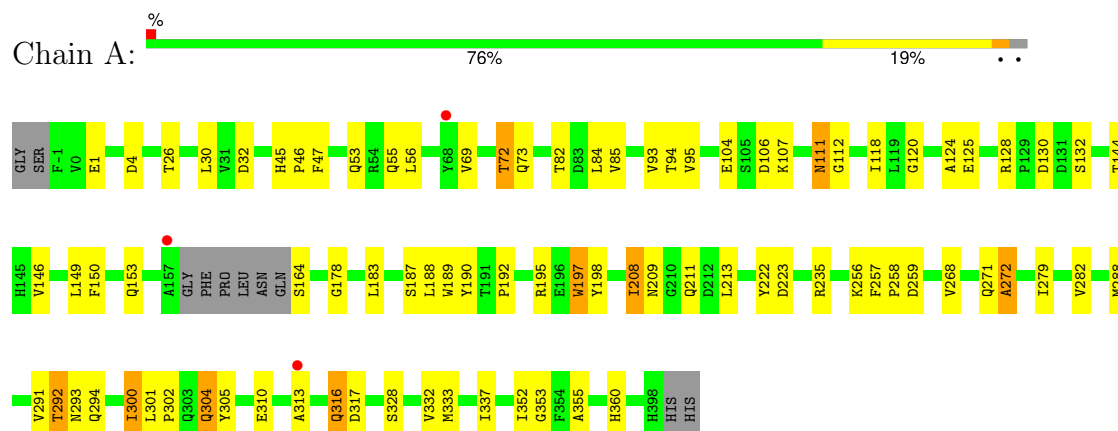 %
Chain A:
76% 19% • •
GLY SER F-1 V0 E1 D4 T26 L30 V31 D32 H45 P46 F47 Q53 R54 Q55 L56 Y68 V69 T72 Q73 T82 D83 L84 V85 V93 T94 V95 E104 S105 D106 K107 N111 G112 I118 L119 G120 A124 E125 R128 P129 D130 D131 S132 T144
H145 V146 L149 F150 Q153 A157 GLY PHE PRO LEU ASN GLN S164 G178 L183 S187 L188 W189 Y190 T191 P192 R195 E196 W197 Y198 I208 N209 G210 Q211 D212 L213 Y222 D223 R235 K256 F257 P258 D259 V268 Q271 A272 I279 V282 M288
V291 T292 N293 Q294 I300 L301 P302 Q303 Q304 Y305 E310 A313 Q316 D317 S328 V332 M333 I337 I352 G353 F354 A355 H360 H398 HIS HIS